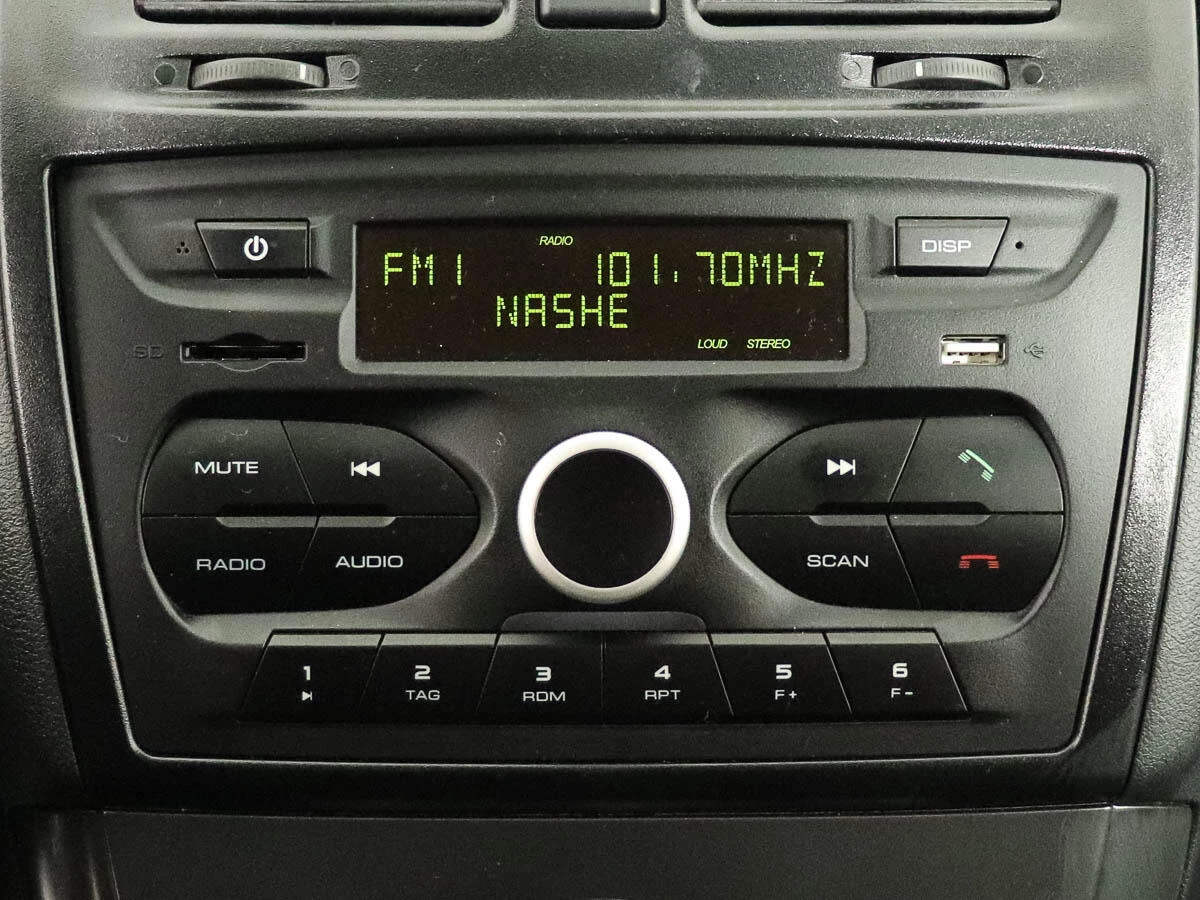 RADIO
FM1 101.70MHZ
NASHE
LOUD STEREO
DISP
SD
MUTE
RADIO AUDIO
SCAN
1 2 3 4 5 6
TAG RDM RPT F+ F-